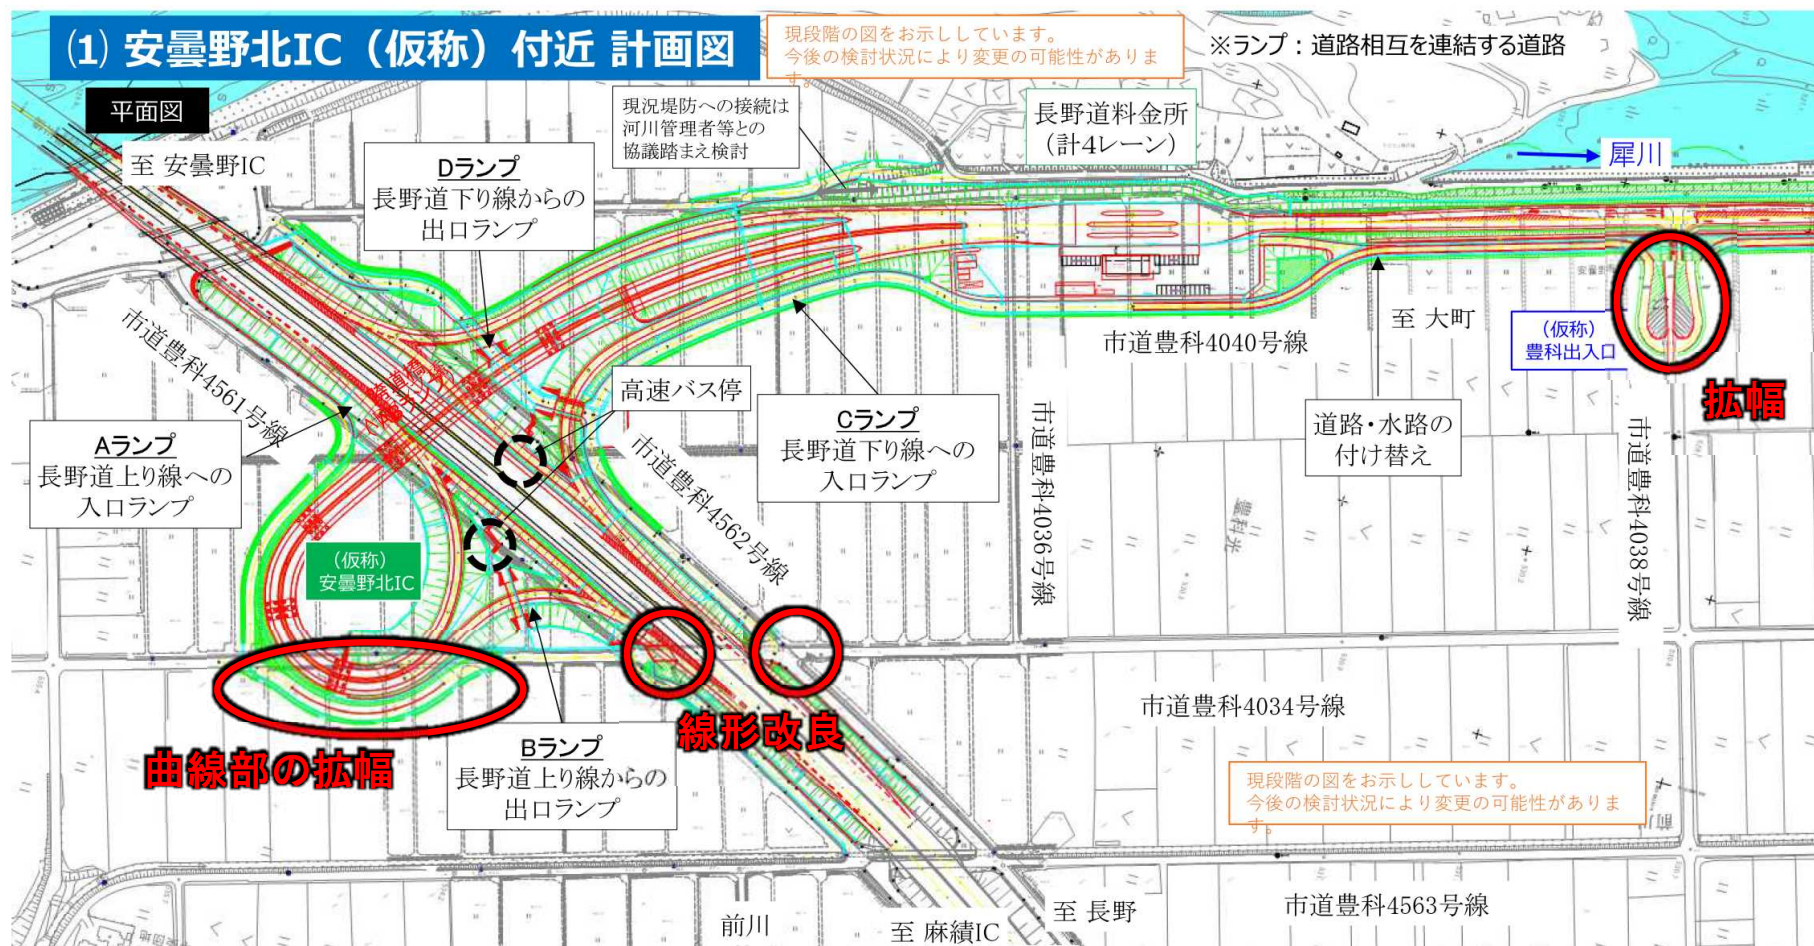 (1) 安曇野北IC（仮称）付近 計画図
現段階の図をお示ししています。
今後の検討状況により変更の可能性がありま
す。
※ランプ：道路相互を連結する道路
平面図
至 安曇野IC
Dランプ
長野道下り線からの
出口ランプ
現況堤防への接続は
河川管理者等との
協議踏まえ検討
長野道料金所
（計4レーン）
犀川
市道豊科4561号線
高速バス停
Cランプ
長野道下り線への
入口ランプ
市道豊科4040号線
至 大町
（仮称）
豊科出入口
拡幅
Aランプ
長野道上り線への
入口ランプ
市道豊科4562号線
市道豊科4036号線
道路・水路の
付け替え
市道豊科4038号線
豊科光
（仮称）
安曇野北IC
曲線部の拡幅
Bランプ
長野道上り線からの
出口ランプ
線形改良
市道豊科4034号線
現段階の図をお示ししています。
今後の検討状況により変更の可能性がありま
す。
前川
前川
至 麻績IC
至 長野
市道豊科4563号線